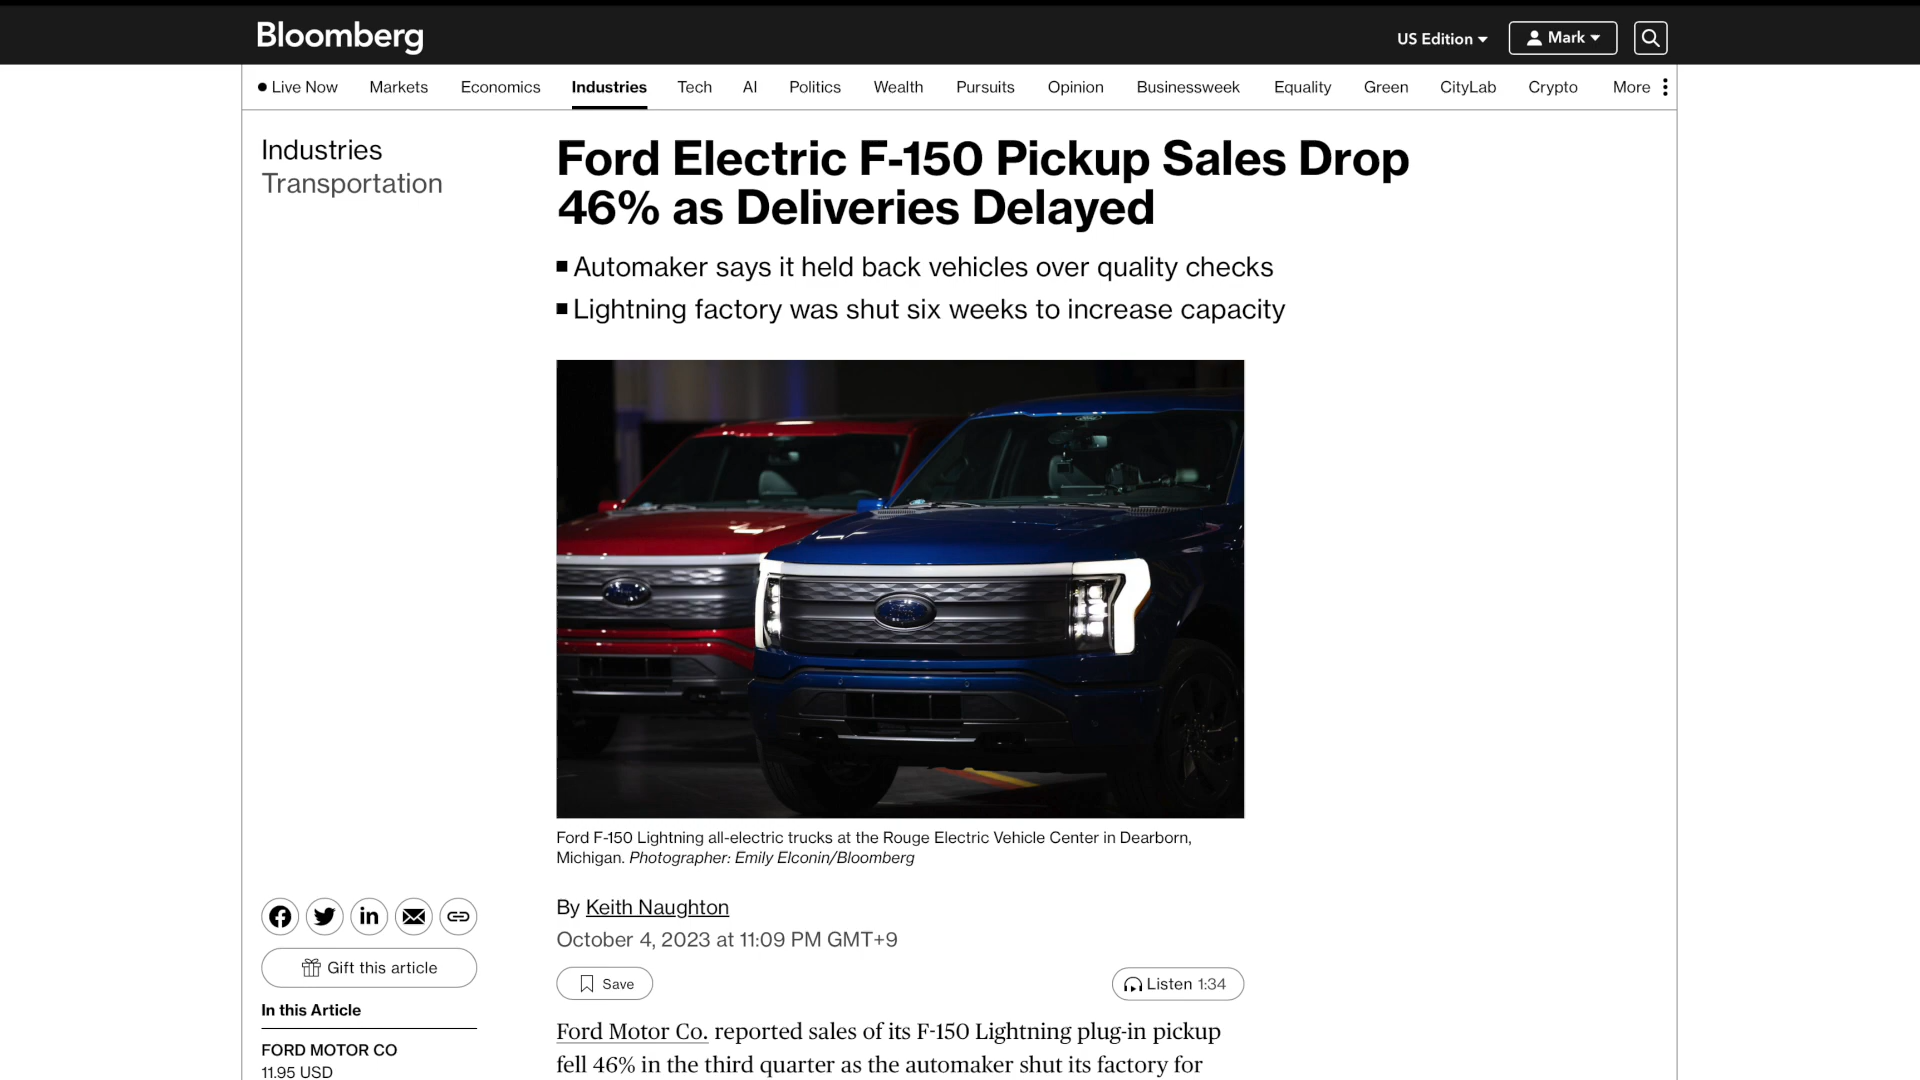 Bloomberg
US Edition
Mark
Live Now
Markets
Economics
Industries
Tech
AI
Politics
Wealth
Pursuits
Opinion
Businessweek
Equality
Green
CityLab
Crypto
More
Industries
Transportation
Ford Electric F-150 Pickup Sales Drop
46% as Deliveries Delayed
Automaker says it held back vehicles over quality checks
Lightning factory was shut six weeks to increase capacity
Ford F-150 Lightning all-electric trucks at the Rouge Electric Vehicle Center in Dearborn,
Michigan. Photographer: Emily Elconin/Bloomberg
By Keith Naughton
October 4, 2023 at 11:09 PM GMT+9
Save
Listen 1:34
Gift this article
In this Article
FORD MOTOR CO
11.95 USD
Ford Motor Co. reported sales of its F-150 Lightning plug-in pickup
fell 46% in the third quarter as the automaker shut its factory for